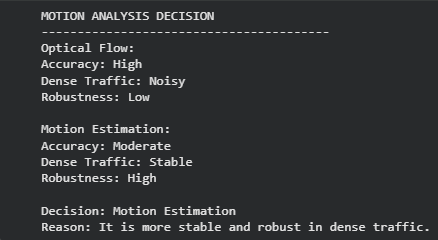 MOTION ANALYSIS DECISION
----------------------------------------
Optical Flow:
Accuracy: High
Dense Traffic: Noisy
Robustness: Low

Motion Estimation:
Accuracy: Moderate
Dense Traffic: Stable
Robustness: High

Decision: Motion Estimation
Reason: It is more stable and robust in dense traffic.